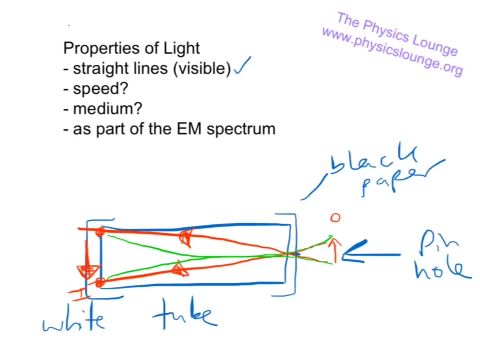 The Physics Lounge
www.physicslounge.org
Properties of Light
- straight lines (visible) ✓
- speed?
- medium?
- as part of the EM spectrum
black
paper
O
pin
hole
I
white tube